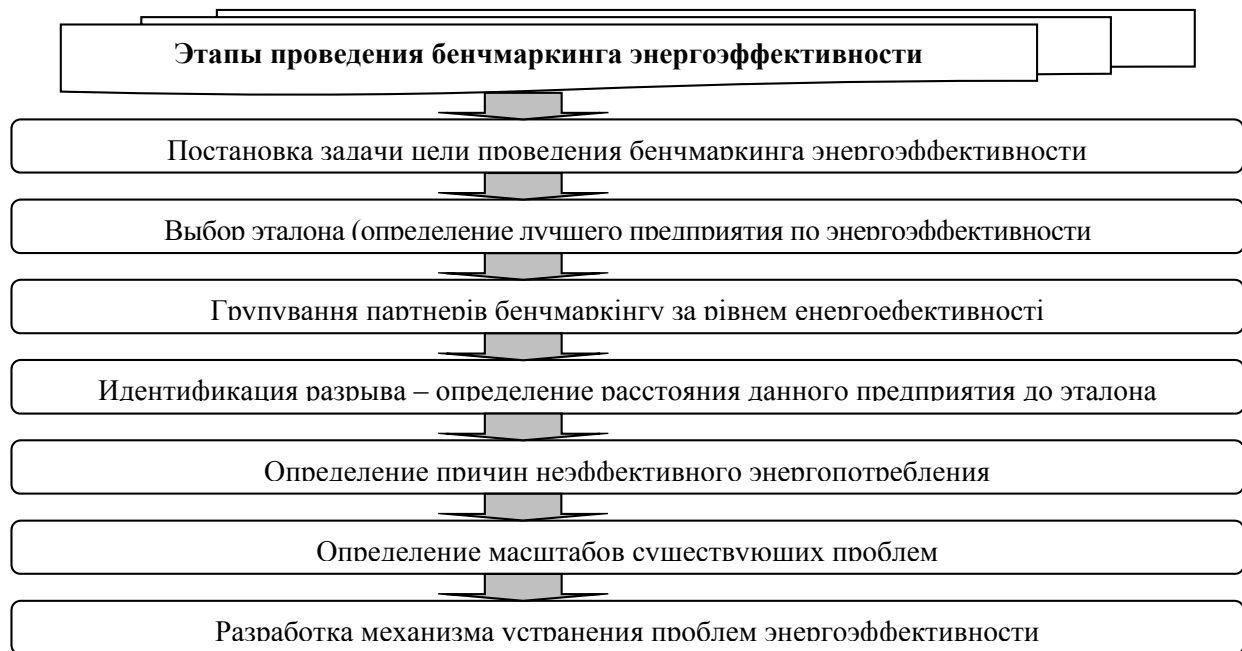 Этапы проведения бенчмаркинга энергоэффективности
Постановка задачи цели проведения бенчмаркинга энергоэффективности
Выбор эталона (определение лучшего предприятия по энергоэффективности
Групування партнерів бенчмаркінгу за рівнем енергоефективності
Идентификация разрыва – определение расстояния данного предприятия до эталона
Определение причин неэффективного энергопотребления
Определение масштабов существующих проблем
Разработка механизма устранения проблем энергоэффективности